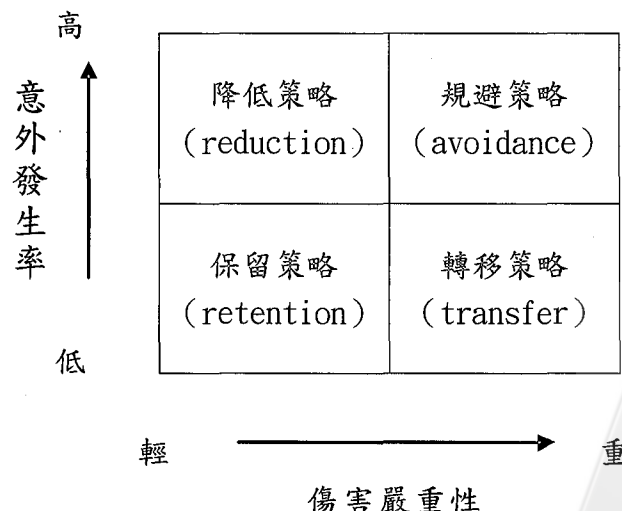 高
意外發生率
降低策略
(reduction)
規避策略
(avoidance)
保留策略
(retention)
轉移策略
(transfer)
低
輕
重
傷害嚴重性